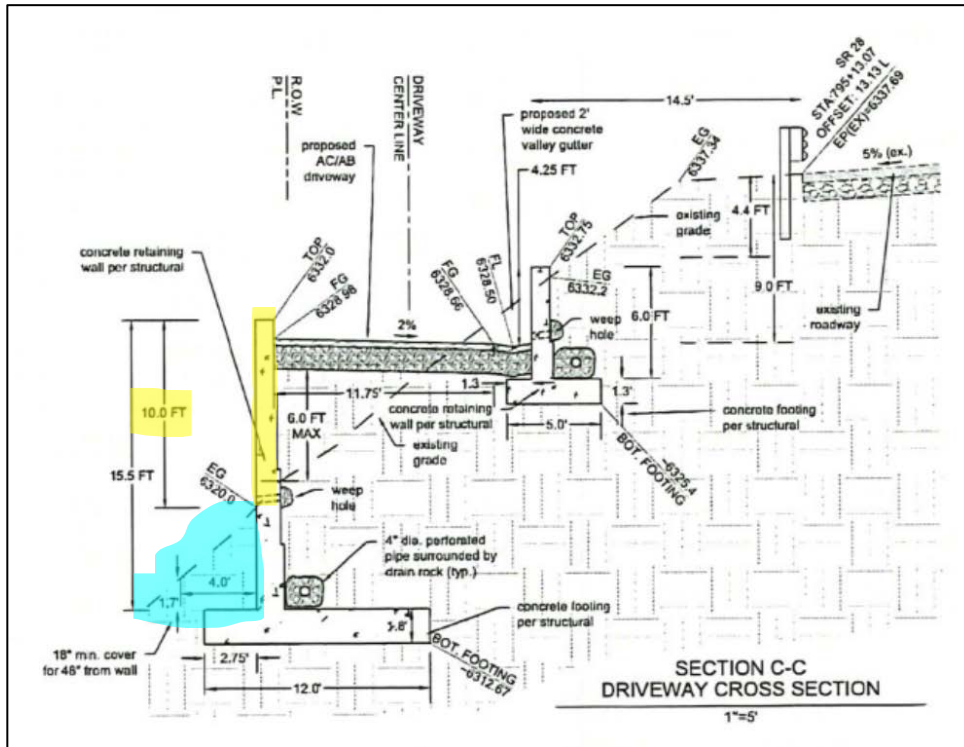 R.O.W
P.L.
DRIVEWAY
CENTER LINE
proposed 2'
wide concrete
valley gutter
14.5'
SR 28
STA:795+13.07
OFFSET: 13.13 L
EP(EX)=6337.69
proposed
AC/AB
driveway
4.25 FT
EG
6337.34
5% (ex.)
existing
grade
4.4 FT
concrete retaining
wall per structural
TOP
6332.0
FG
6328.98
FG
6328.66
FL
6328.50
TOP
6332.75
EG
6332.2
9.0 FT
6.0 FT
weep
hole
existing
roadway
2%
1.3
1.3'
11.75'
10.0 FT
6.0 FT
MAX
concrete retaining
wall per structural
concrete footing
per structural
5.0'
existing
grade
BOT. FOOTING
~6325.4
15.5 FT
EG
6320.0
weep
hole
4" dia. perforated
pipe surrounded by
drain rock (typ.)
4.0'
1.7'
concrete footing
per structural
18" min. cover
for 48" from wall
2.75'
BOT. FOOTING
~6312.67
12.0'
SECTION C-C
DRIVEWAY CROSS SECTION
1"=5'